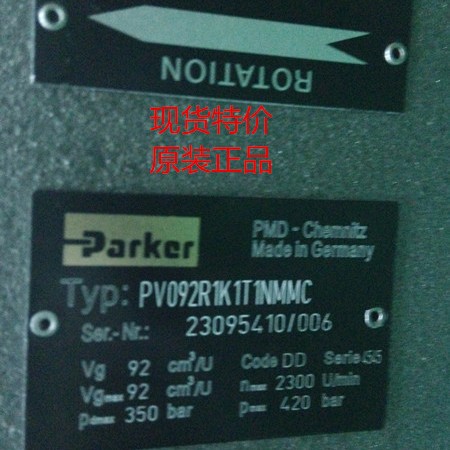 ROTATION
现货特价
原装正品
Parker
PMD - Chemnitz
Made in Germany
Typ: PV092R1K1T1NMMC
Ser.-Nr.: 23095410/006
Vg 92 cm³/U Code DD Serie
Vgmax 92 cm³/U nmax 2300 U/min
pdmax 350 bar pmax 420 bar